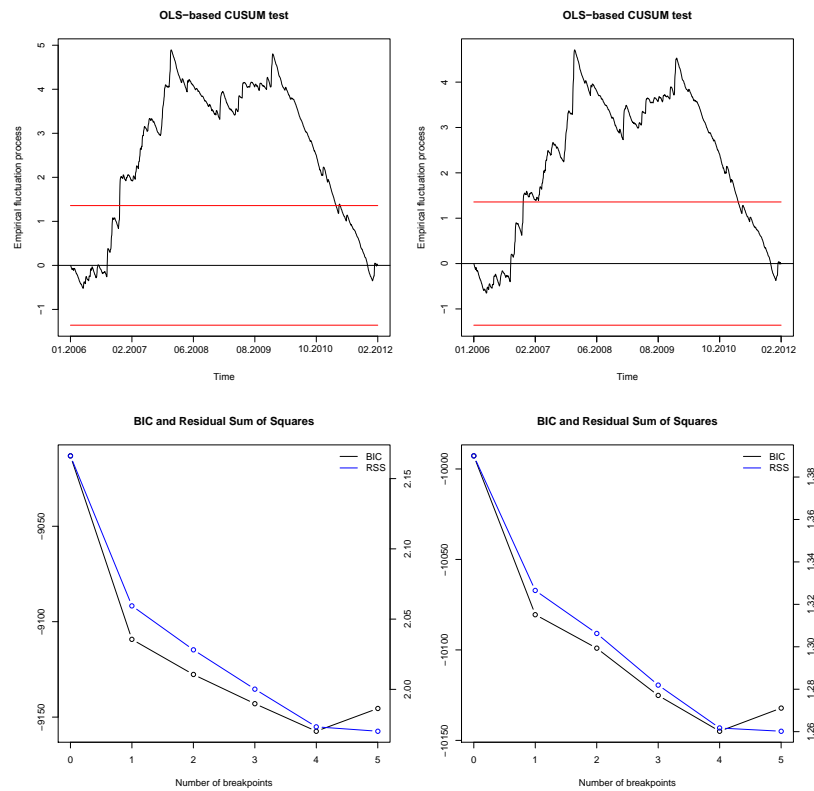 OLS−based CUSUM test
Empirical fluctuation process
5
4
3
2
1
0
−1
01.2006 02.2007 06.2008 08.2009 10.2010 02.2012
Time
OLS−based CUSUM test
Empirical fluctuation process
4
3
2
1
0
−1
01.2006 02.2007 06.2008 08.2009 10.2010 02.2012
Time
BIC and Residual Sum of Squares
BIC
RSS
−9050
−9100
−9150
2.15
2.10
2.05
2.00
0 1 2 3 4 5
Number of breakpoints
BIC and Residual Sum of Squares
BIC
RSS
−10000
−10050
−10100
−10150
1.38
1.36
1.34
1.32
1.30
1.28
1.26
0 1 2 3 4 5
Number of breakpoints